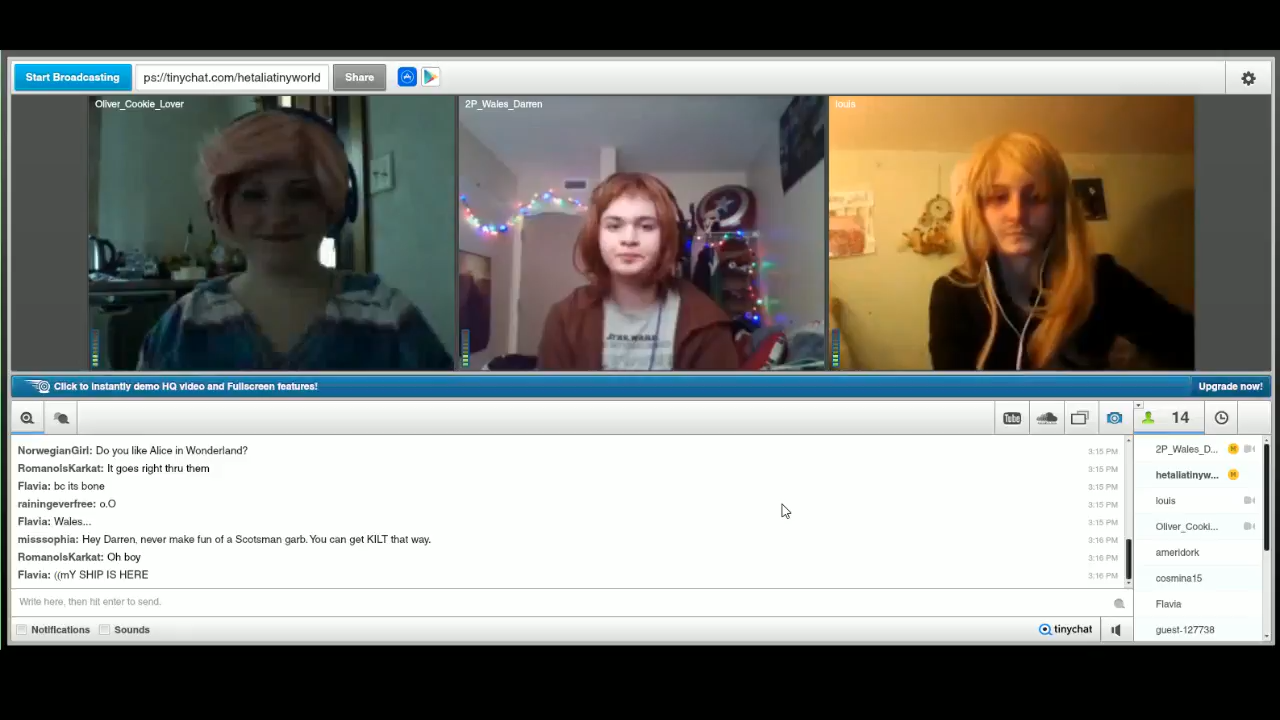 Start Broadcasting
ps://tinychat.com/hetaliatinyworld
Share
Oliver_Cookie_Lover
2P_Wales_Darren
louis
STAR WARS
Click to instantly demo HQ video and Fullscreen features!
Upgrade now!
You Tube
14
NorwegianGirl: Do you like Alice in Wonderland? 3:15 PM
RomanoIsKarkat: It goes right thru them 3:15 PM
Flavia: bc its bone 3:15 PM
rainingeverfree: o.O 3:15 PM
Flavia: Wales... 3:15 PM
misssophia: Hey Darren, never make fun of a Scotsman garb. You can get KILT that way. 3:16 PM
RomanoIsKarkat: Oh boy 3:16 PM
Flavia: ((mY SHIP IS HERE 3:16 PM
2P_Wales_D... M
hetaliatinyw... M
louis
Oliver_Cooki...
ameridork
cosmina15
Flavia
guest-127738
Write here, then hit enter to send.
Notifications
Sounds
tinychat